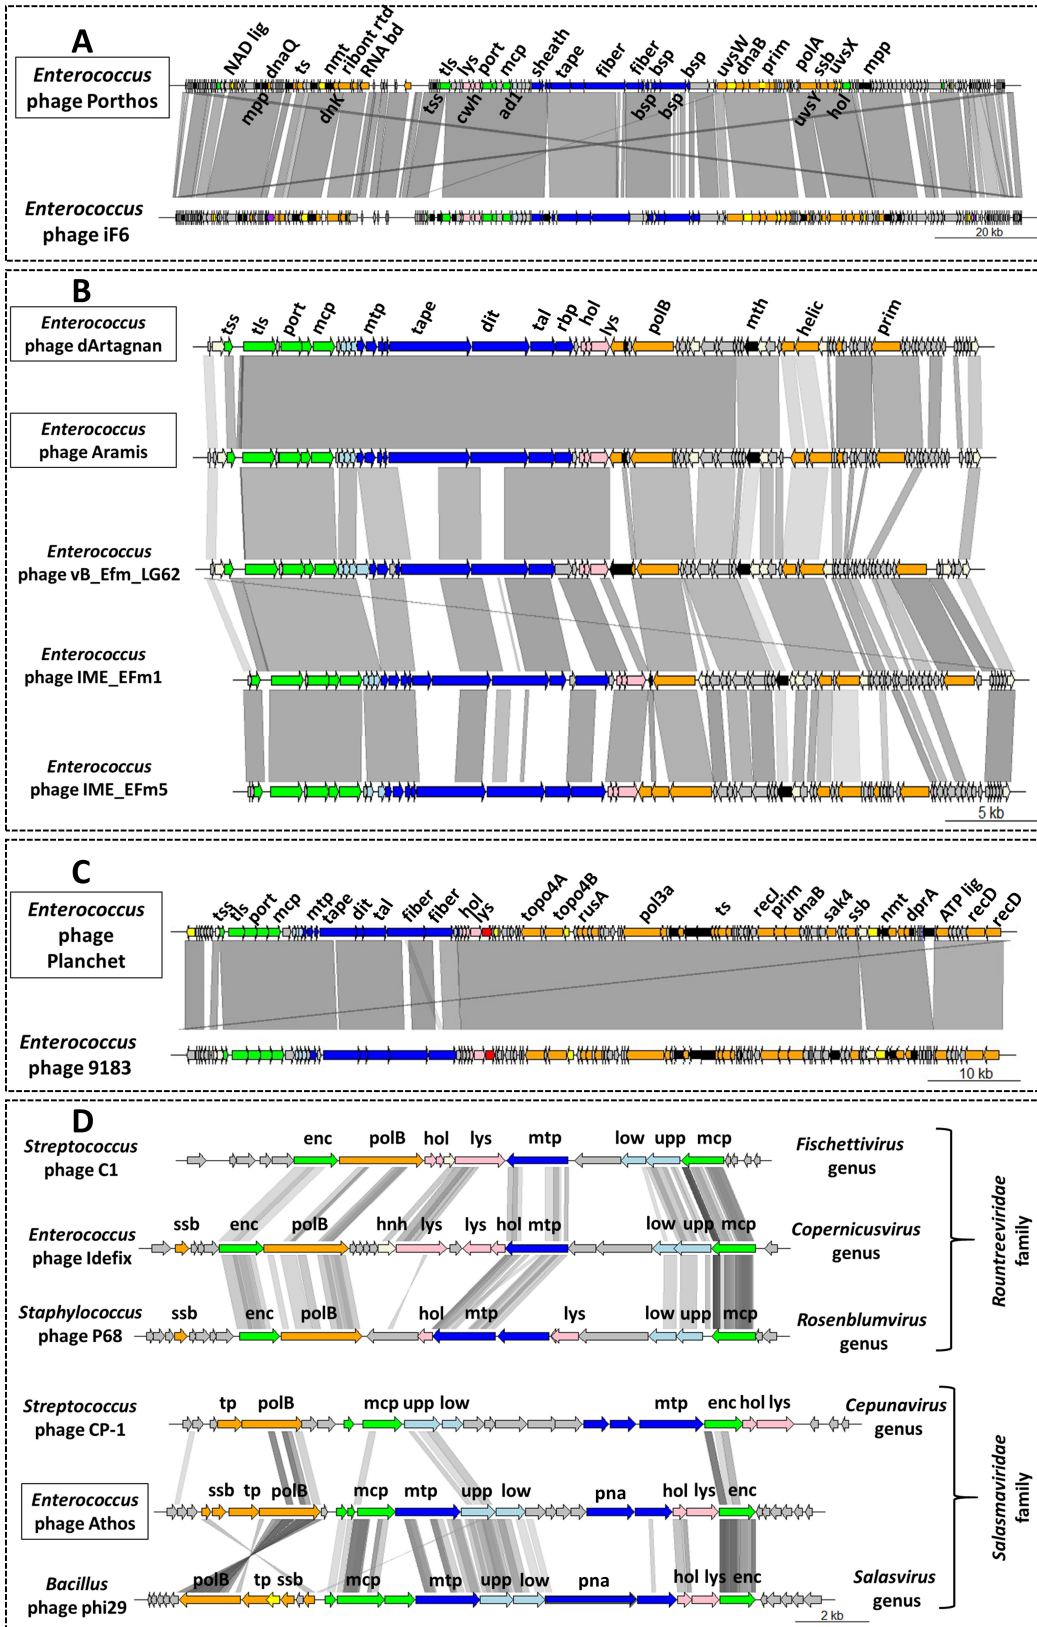 A
NAD lig
dnaQ
ts
nmt
ribont rtd
RNA bd
tls
lys
port
mcp
sheath
tape
fiber
fiber
bsp
bsp
uvsW
dnaB
prim
polA
ssb
uvsX
mpp
Enterococcus
phage Porthos
mpp
dnK
tss
cwh
ad1
bsp
bsp
uvsY
hol
Enterococcus
phage iF6
20 kb
B
tss
tls
port
mcp
mtp
tape
dit
tal
rbp
hol
lys
polB
mth
helic
prim
Enterococcus
phage dArtagnan
Enterococcus
phage Aramis
Enterococcus
phage vB_Efm_LG62
Enterococcus
phage IME_EFm1
Enterococcus
phage IME_EFm5
5 kb
C
tss
tls
port
mcp
mtp
tape
dit
tal
fiber
fiber
hol
lys
topo4A
topo4B
rusA
pol3a
ts
recJ
prim
dnaB
sak4
ssb
nmt
dprA
ATP lig
recD
recD
Enterococcus
phage
Planchet
Enterococcus
phage 9183
10 kb
D
enc polB hol lys mtp low upp mcp
Streptococcus
phage C1
Fischettivirus
genus
ssb enc polB hnh lys lys hol mtp low upp mcp
Enterococcus
phage Idefix
Copernicusvirus
genus
ssb enc polB hol mtp lys low upp mcp
Staphylococcus
phage P68
Rosenblumvirus
genus
Rountreeviridae
family
tp polB mcp upp low mtp enc hol lys
Streptococcus
phage CP-1
Cepunavirus
genus
ssb tp polB mcp mtp upp low pna hol lys enc
Enterococcus
phage Athos
polB tp ssb mcp mtp upp low pna hol lys enc
Bacillus
phage phi29
Salasvirus
genus
Salasmaviridae
family
2 kb